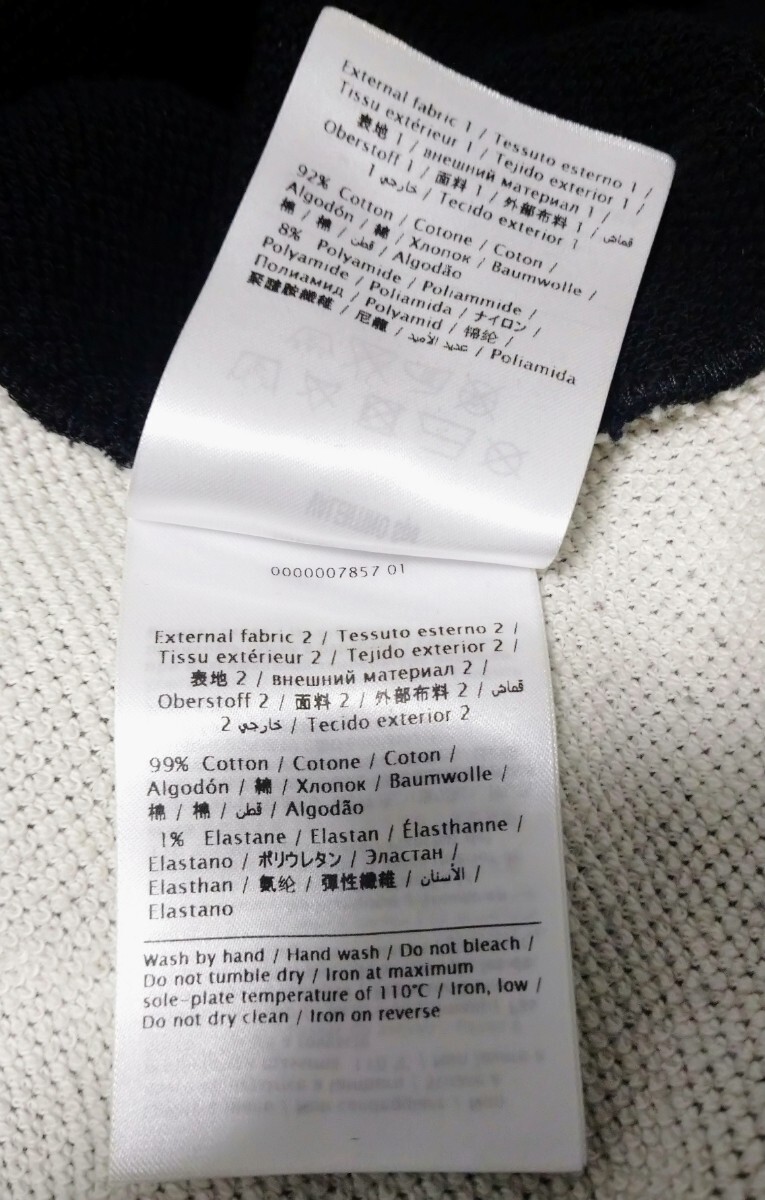 External fabric 1 / Tessuto esterno 1 /
Tissu extérieur 1 / Tejido exterior 1 /
表地 1 / внешний материал 1 /
Oberstoff 1 / 面料 1 / 外部布料 1 / قماش
خارجي 1 / Tecido exterior 1
92% Cotton / Cotone / Coton /
Algodón / 綿 / Хлопок / Baumwolle /
棉 / 棉 / قطن / Algodão
8% Polyamide / Poliammide /
Polyamide / Poliamida / ナイロン /
Полиамид / Polyamid / 锦纶 /
聚醯胺纖維 / 尼龍 / / Poliamida
0000007857 01
External fabric 2 / Tessuto esterno 2 /
Tissu extérieur 2 / Tejido exterior 2 /
表地 2 / внешний материал 2 /
Oberstoff 2 / 面料 2 / 外部布料 2 / قماش
خارجي 2 / Tecido exterior 2
99% Cotton / Cotone / Coton /
Algodón / 綿 / Хлопок / Baumwolle /
棉 / 棉 / قطن / Algodão
1% Elastane / Elastan / Élasthanne /
Elastano / ポリウレタン / Эластан /
Elasthan / 氨纶 / 彈性纖維 / الأسنان /
Elastano
Wash by hand / Hand wash / Do not bleach /
Do not tumble dry / Iron at maximum
sole-plate temperature of 110°C / Iron, low /
Do not dry clean / Iron on reverse